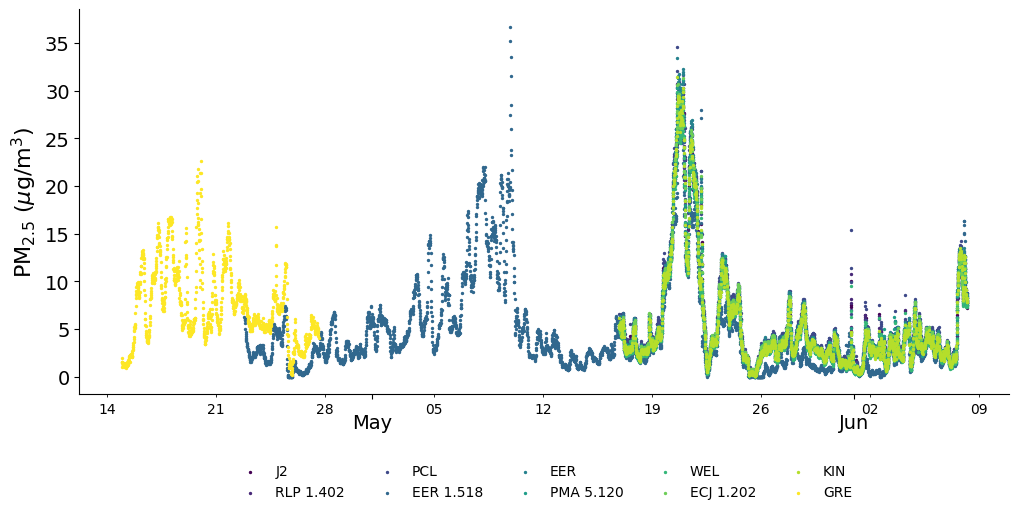 35
30
25
20
15
10
5
0
PM2.5 (μg/m³)
14 21 28 05 12 19 26 02 09
May Jun
J2 PCL EER WEL KIN
RLP 1.402 EER 1.518 PMA 5.120 ECJ 1.202 GRE